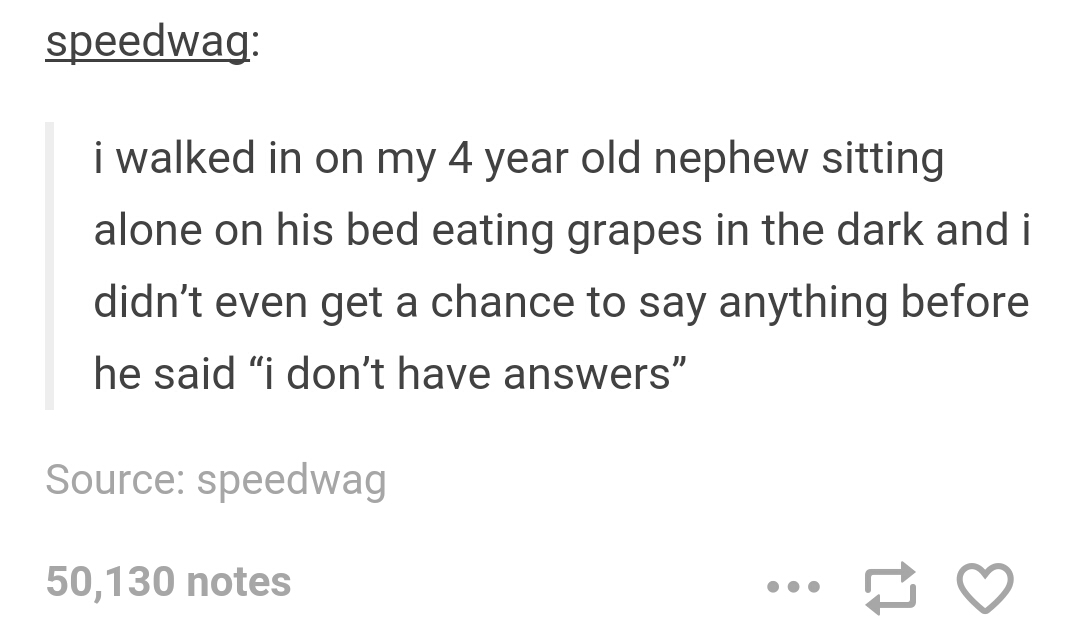 speedwag:
i walked in on my 4 year old nephew sitting
alone on his bed eating grapes in the dark and i
didn’t even get a chance to say anything before
he said “i don’t have answers”
Source: speedwag
50,130 notes